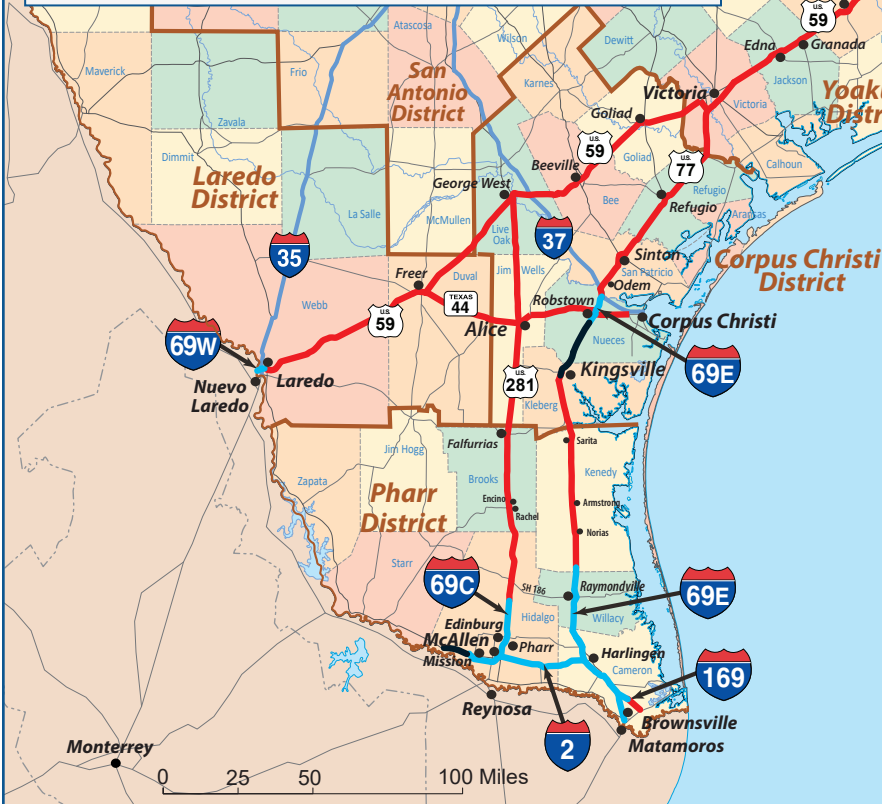 U.S.
59
Atascosa
Wilson
Dewitt
Edna
Granada
Maverick
Frio
San
Antonio
District
Karnes
Jackson
Victoria
Victoria
Yoak
Distr
Zavala
Goliad
U.S.
59
Goliad
Dimmit
Beeville
U.S.
77
Calhoun
Laredo
District
George West
Refugio
Bee
Refugio
La Salle
McMullen
Aransas
Live
Oak
37
35
Sinton
Corpus Christi
District
Freer
Duval
Jim Wells
San Patricio
Odem
Webb
TEXAS
44
Robstown
U.S.
59
Alice
Corpus Christi
Nueces
69W
69E
Laredo
Nuevo
Laredo
U.S.
281
Kingsville
Kleberg
Falfurrias
Sarita
Jim Hogg
Kenedy
Zapata
Brooks
Pharr
District
Encino
Armstrong
Rachel
Norias
Starr
69C
SH 186
Raymondville
69E
Hidalgo
Willacy
Edinburg
McAllen
Pharr
Mission
Harlingen
Cameron
169
Reynosa
Brownsville
2
Matamoros
Monterrey
0 25 50 100 Miles